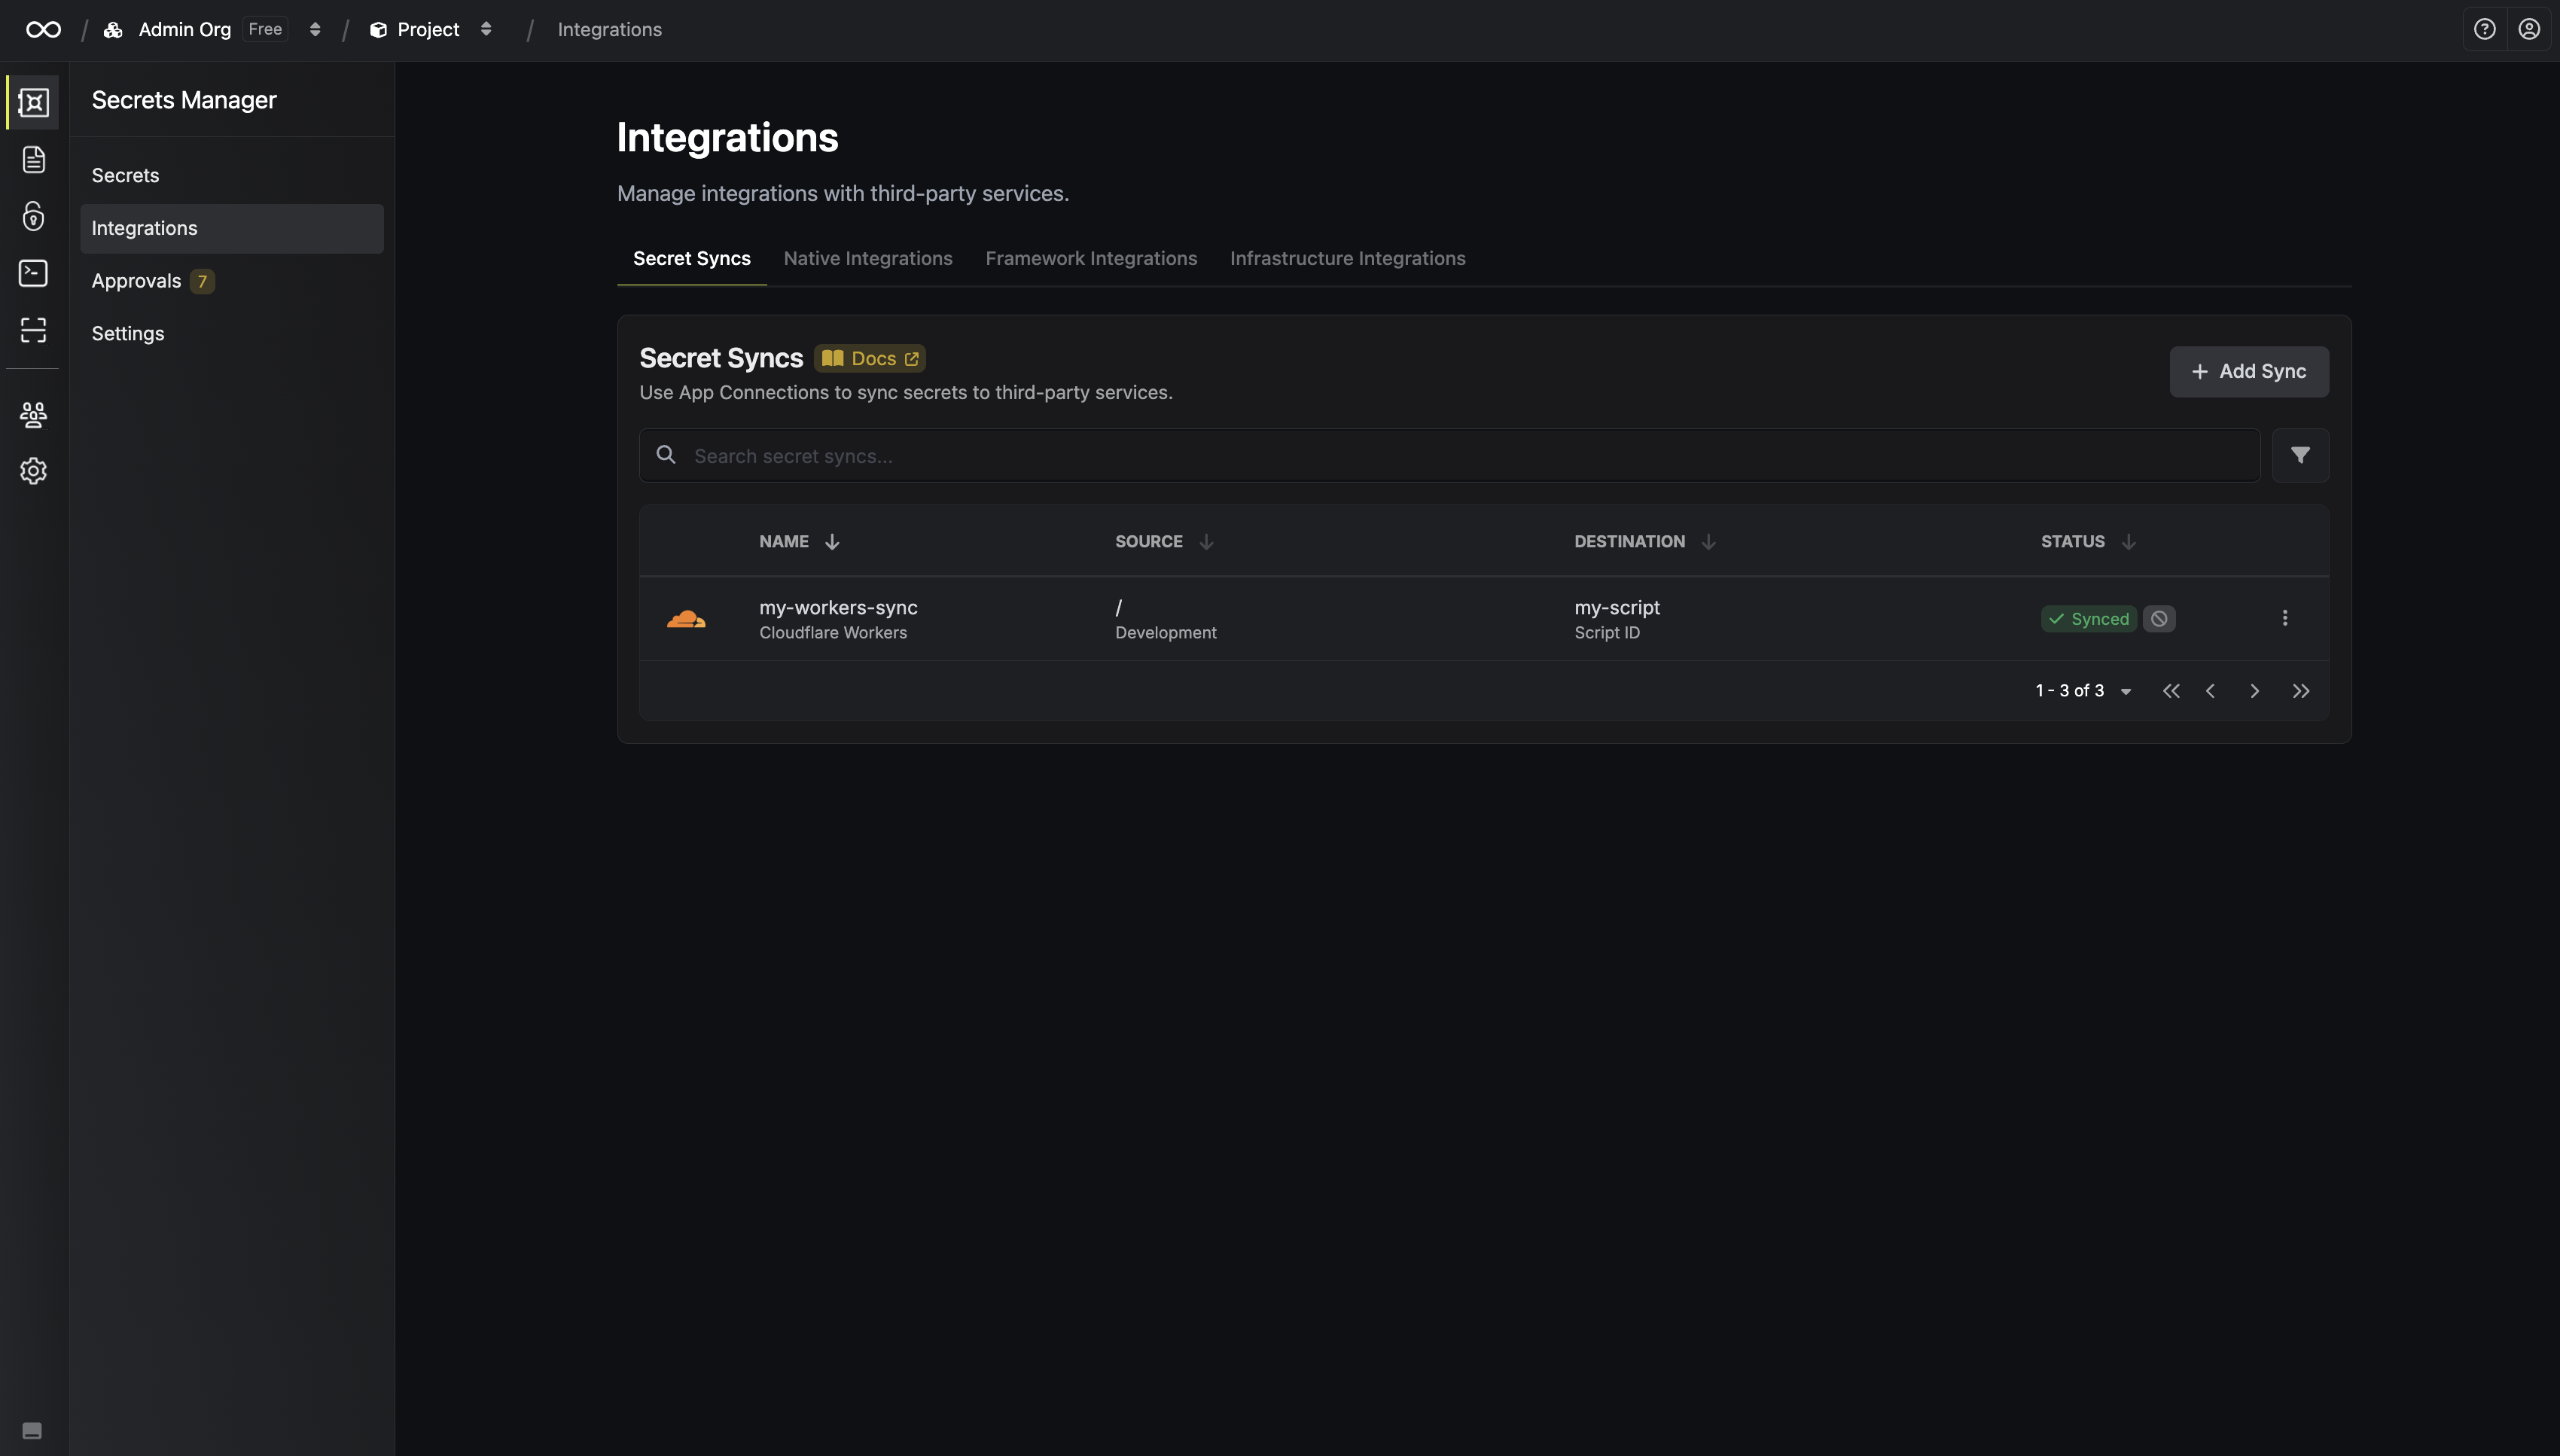 Admin Org Free Project Integrations
Secrets Manager
Secrets
Integrations
Approvals 7
Settings
Integrations
Manage integrations with third-party services.
Secret Syncs Native Integrations Framework Integrations Infrastructure Integrations
Secret Syncs Docs
Use App Connections to sync secrets to third-party services.
Add Sync
Search secret syncs...
NAME SOURCE DESTINATION STATUS
my-workers-sync / my-script Synced
Cloudflare Workers Development Script ID
1 - 3 of 3